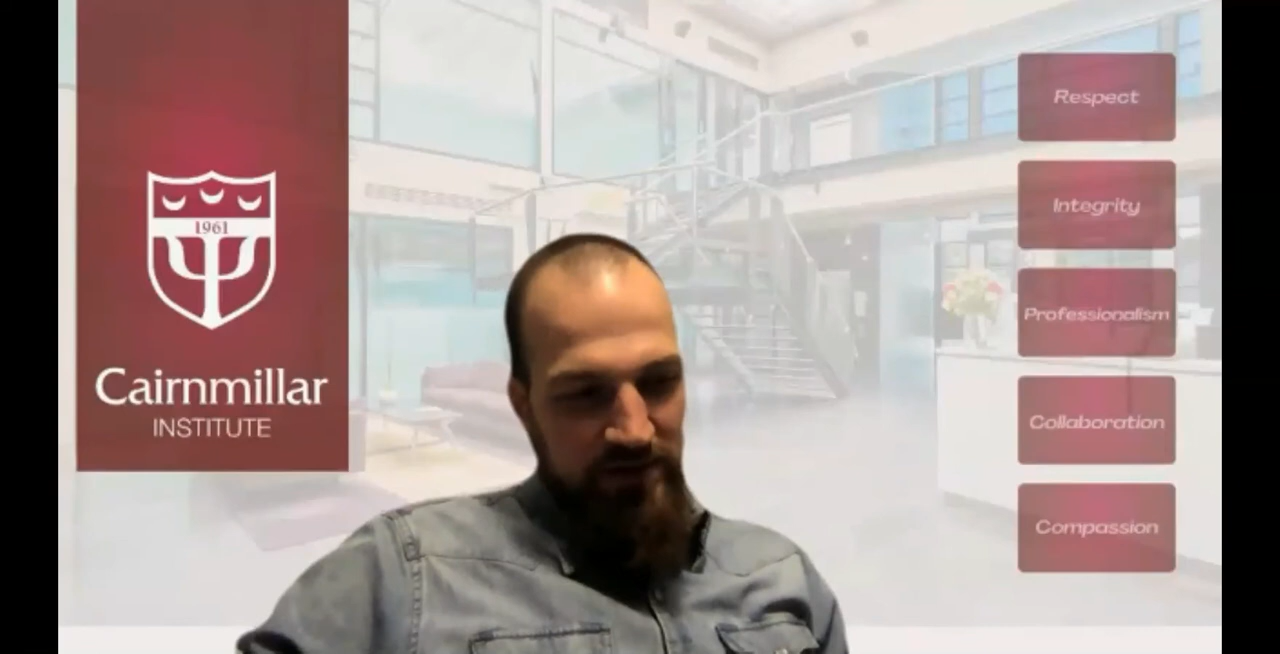 1961
Cairnmillar
INSTITUTE
Respect
Integrity
Professionalism
Collaboration
Compassion